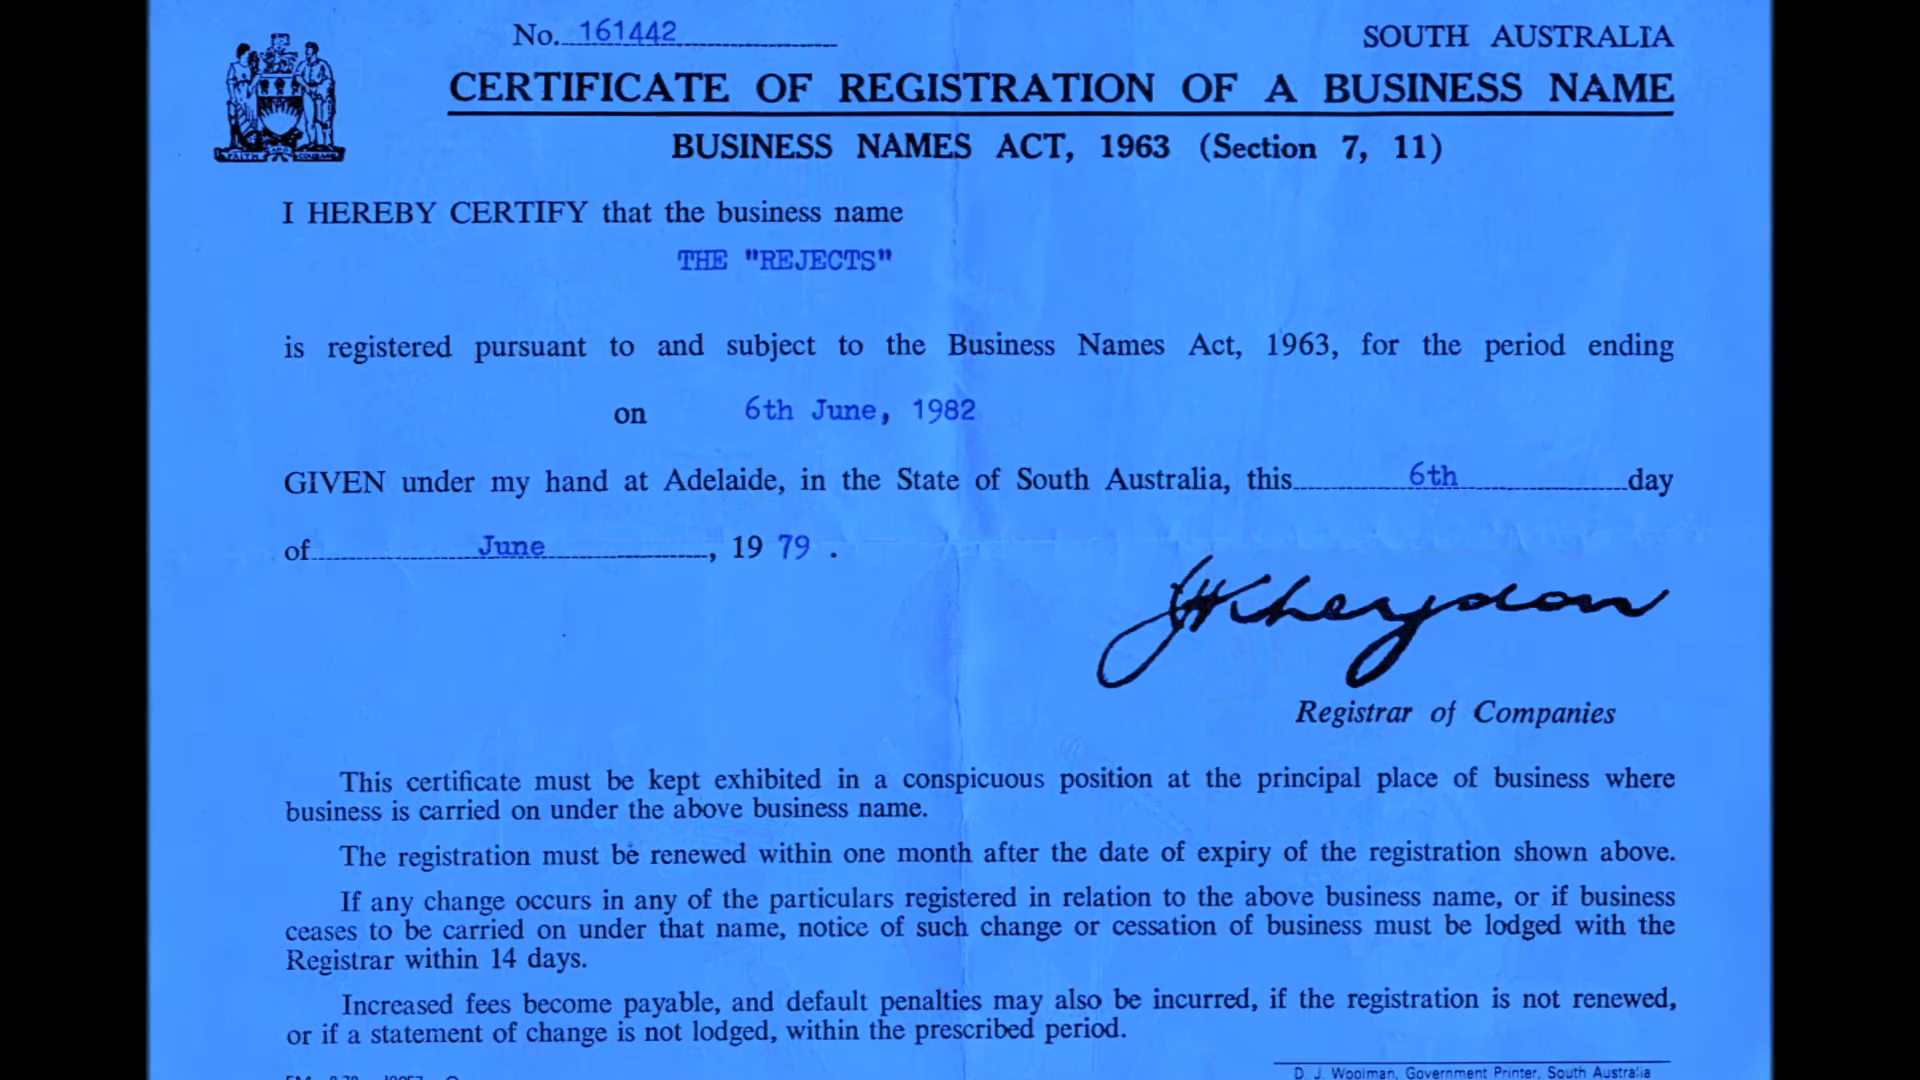 No. 161442
SOUTH AUSTRALIA
CERTIFICATE OF REGISTRATION OF A BUSINESS NAME
BUSINESS NAMES ACT, 1963 (Section 7, 11)
FAITH AND COURAGE
I HEREBY CERTIFY that the business name
THE "REJECTS"
is registered pursuant to and subject to the Business Names Act, 1963, for the period ending
on 6th June, 1982
GIVEN under my hand at Adelaide, in the State of South Australia, this 6th day
of June, 19 79 .
Registrar of Companies
This certificate must be kept exhibited in a conspicuous position at the principal place of business where
business is carried on under the above business name.
The registration must be renewed within one month after the date of expiry of the registration shown above.
If any change occurs in any of the particulars registered in relation to the above business name, or if business
ceases to be carried on under that name, notice of such change or cessation of business must be lodged with the
Registrar within 14 days.
Increased fees become payable, and default penalties may also be incurred, if the registration is not renewed,
or if a statement of change is not lodged, within the prescribed period.
D. J. Woolman, Government Printer, South Australia